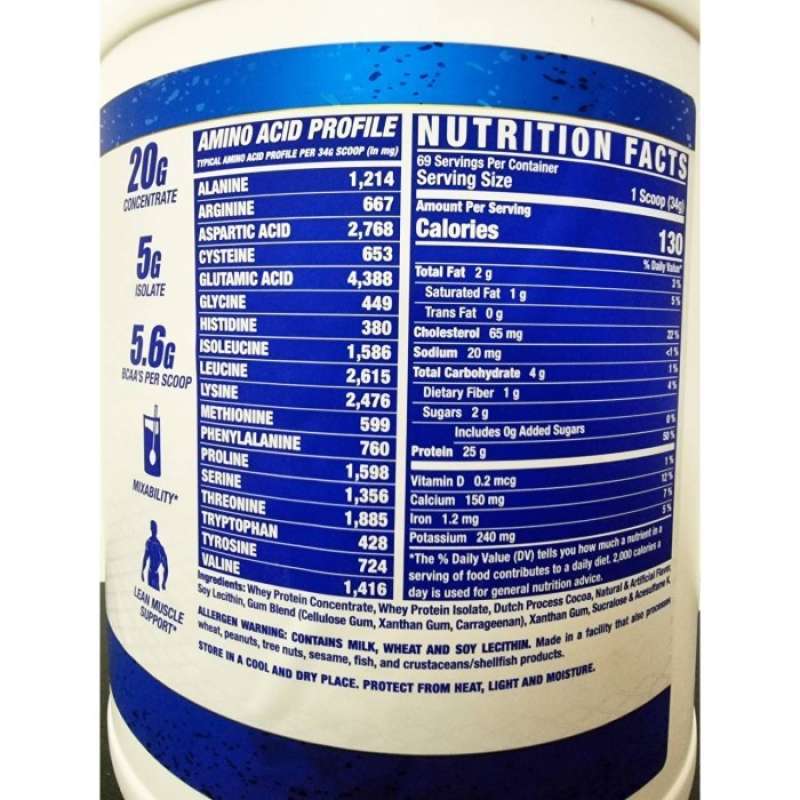 20G
CONCENTRATE
5G
ISOLATE
5.6G
BCAA'S PER SCOOP
MIXABILITY*
LEAN MUSCLE
SUPPORT*
AMINO ACID PROFILE
TYPICAL AMINO ACID PROFILE PER 34G SCOOP (in mg)
ALANINE 1,214
ARGININE 667
ASPARTIC ACID 2,768
CYSTEINE 653
GLUTAMIC ACID 4,388
GLYCINE 449
HISTIDINE 380
ISOLEUCINE 1,586
LEUCINE 2,615
LYSINE 2,476
METHIONINE 599
PHENYLALANINE 760
PROLINE 1,598
SERINE 1,356
THREONINE 1,885
TRYPTOPHAN 428
TYROSINE 724
VALINE 1,416
NUTRITION FACTS
69 Servings Per Container
Serving Size 1 Scoop (34g)
Amount Per Serving
Calories 130
% Daily Value*
Total Fat 2 g 3%
Saturated Fat 1 g 5%
Trans Fat 0 g
Cholesterol 65 mg 22%
Sodium 20 mg <1%
Total Carbohydrate 4 g 1%
Dietary Fiber 1 g 4%
Sugars 2 g
Includes 0g Added Sugars 0%
Protein 25 g 50%
Vitamin D 0.2 mcg 1%
Calcium 150 mg 12%
Iron 1.2 mg 7%
Potassium 240 mg 5%
*The % Daily Value (DV) tells you how much a nutrient in a
serving of food contributes to a daily diet. 2,000 calories a
day is used for general nutrition advice.
Ingredients: Whey Protein Concentrate, Whey Protein Isolate, Dutch Process Cocoa, Natural & Artificial Flavor,
Soy Lecithin, Gum Blend (Cellulose Gum, Xanthan Gum, Carrageenan), Xanthan Gum, Sucralose & Acesulfame K.
ALLERGEN WARNING: CONTAINS MILK, WHEAT AND SOY LECITHIN. Made in a facility that also processes
wheat, peanuts, tree nuts, sesame, fish, and crustaceans/shellfish products.
STORE IN A COOL AND DRY PLACE. PROTECT FROM HEAT, LIGHT AND MOISTURE.